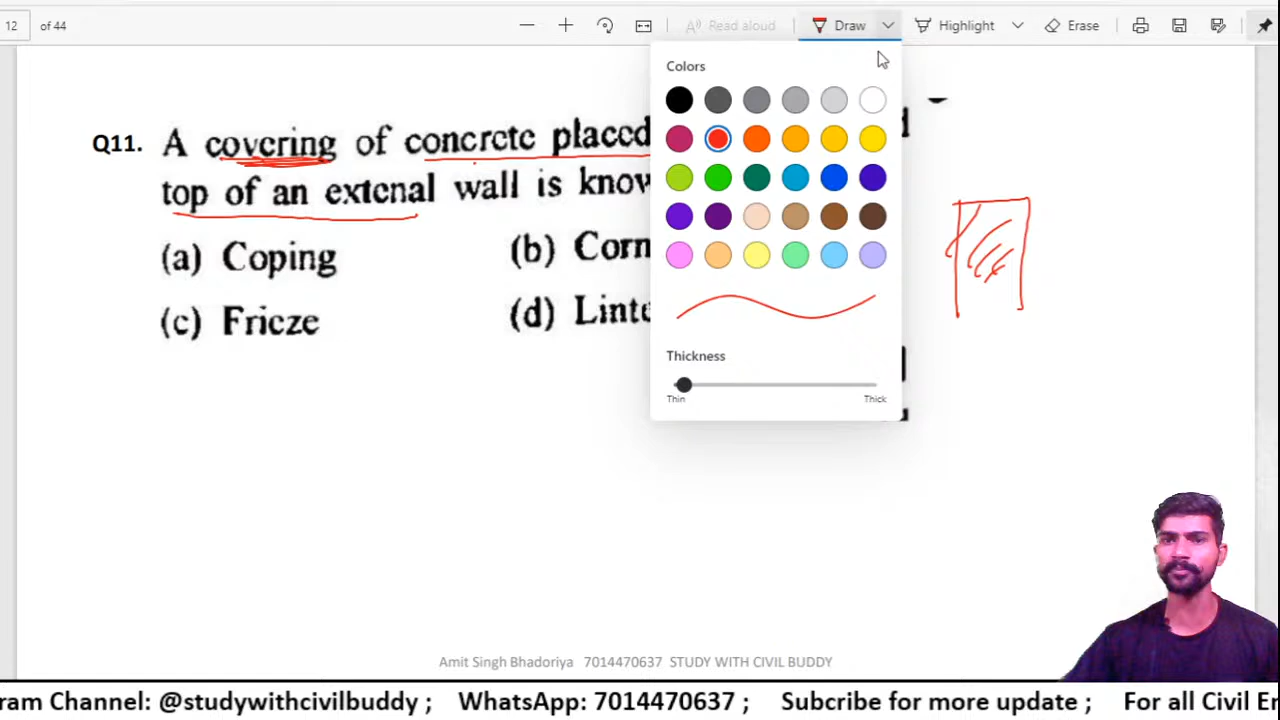 12 of 44 Read aloud Draw Highlight Erase
Colors
Q11. A covering of concrete placed
top of an extenal wall is know
(a) Coping (b) Corn
(c) Fricze (d) Linte
Thickness
Thin Thick
Amit Singh Bhadoriya 7014470637 STUDY WITH CIVIL BUDDY
ram Channel: @studywithcivilbuddy ; WhatsApp: 7014470637 ; Subcribe for more update ; For all Civil En